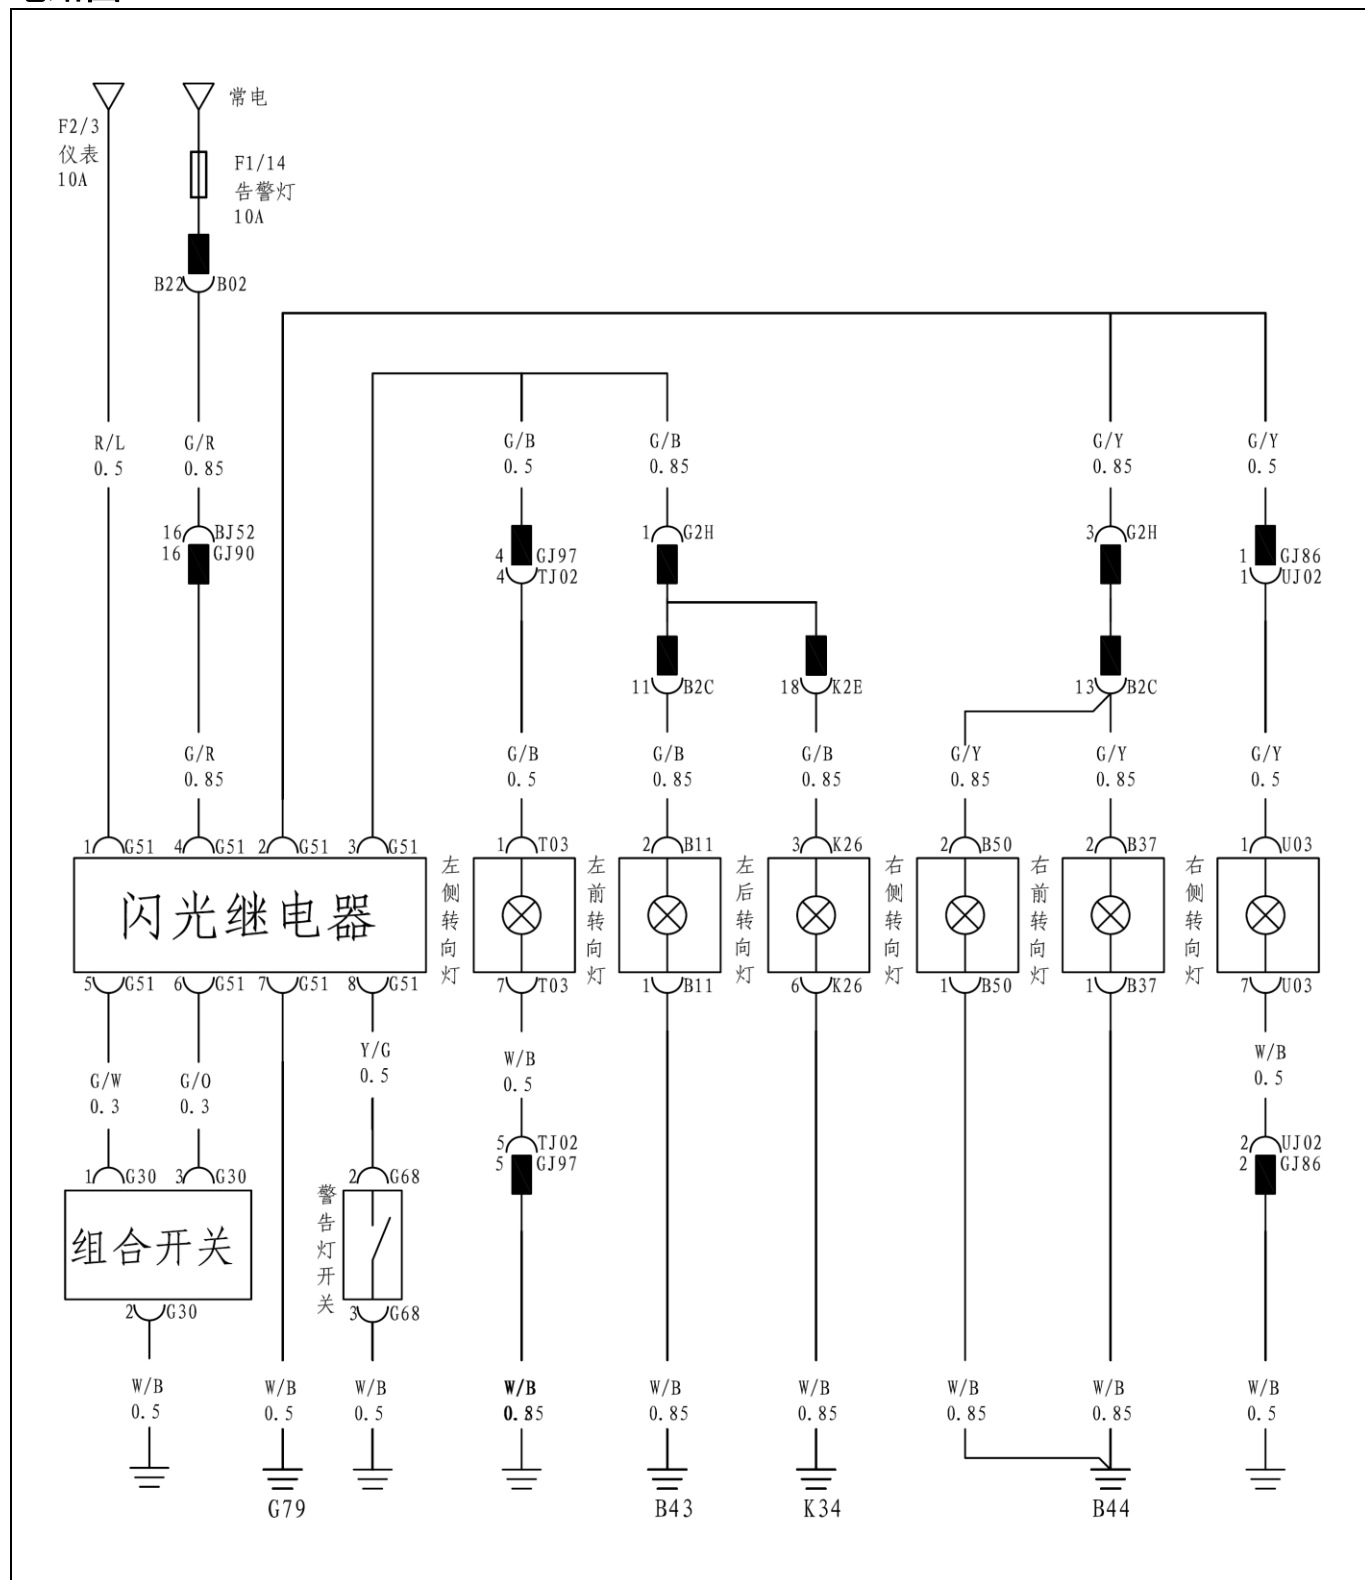 常电
F2/3
仪表
10A
F1/14
告警灯
10A
B22 B02
R/L
0.5
G/R
0.85
G/B
0.5
G/B
0.85
G/Y
0.85
G/Y
0.5
16 BJ52
16 GJ90
4 GJ97
4 TJ02
1 G2H
3 G2H
1 GJ86
1 UJ02
11 B2C
18 K2E
13 B2C
G/R
0.85
G/B
0.5
G/B
0.85
G/B
0.85
G/Y
0.85
G/Y
0.85
G/Y
0.5
1 G51 4 G51 2 G51 3 G51
1 T03
2 B11
3 K26
2 B50
2 B37
1 U03
闪光继电器
左侧转向灯
左前转向灯
左后转向灯
右侧转向灯
右前转向灯
右侧转向灯
5 G51 6 G51 7 G51 8 G51
7 T03
1 B11
6 K26
1 B50
1 B37
7 U03
G/W
0.3
G/O
0.3
Y/G
0.5
W/B
0.5
W/B
0.5
5 TJ02
5 GJ97
2 UJ02
2 GJ86
1 G30 3 G30
2 G68
组合开关
警告灯开关
2 G30
3 G68
W/B
0.5
W/B
0.5
W/B
0.5
W/B
0.85
W/B
0.85
W/B
0.85
W/B
0.85
W/B
0.85
W/B
0.5
G79
B43
K34
B44